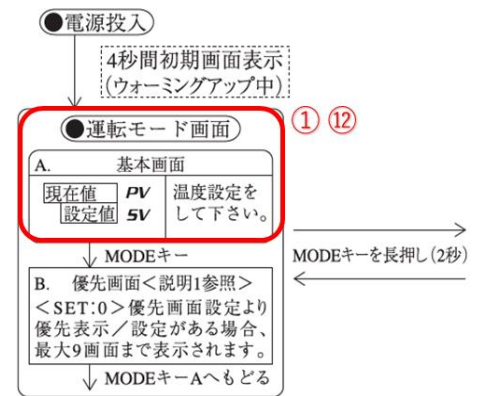 ●電源投入
4秒間初期画面表示
(ウォーミングアップ中)
●運転モード画面
① ⑫
A. 基本画面
現在値 PV
設定値 SV
温度設定を
して下さい。
MODEキー
MODEキーを長押し(2秒)
B. 優先画面<説明1参照>
<SET:0>優先画面設定より
優先表示/設定がある場合、
最大9画面まで表示されます。
MODEキーAへもどる